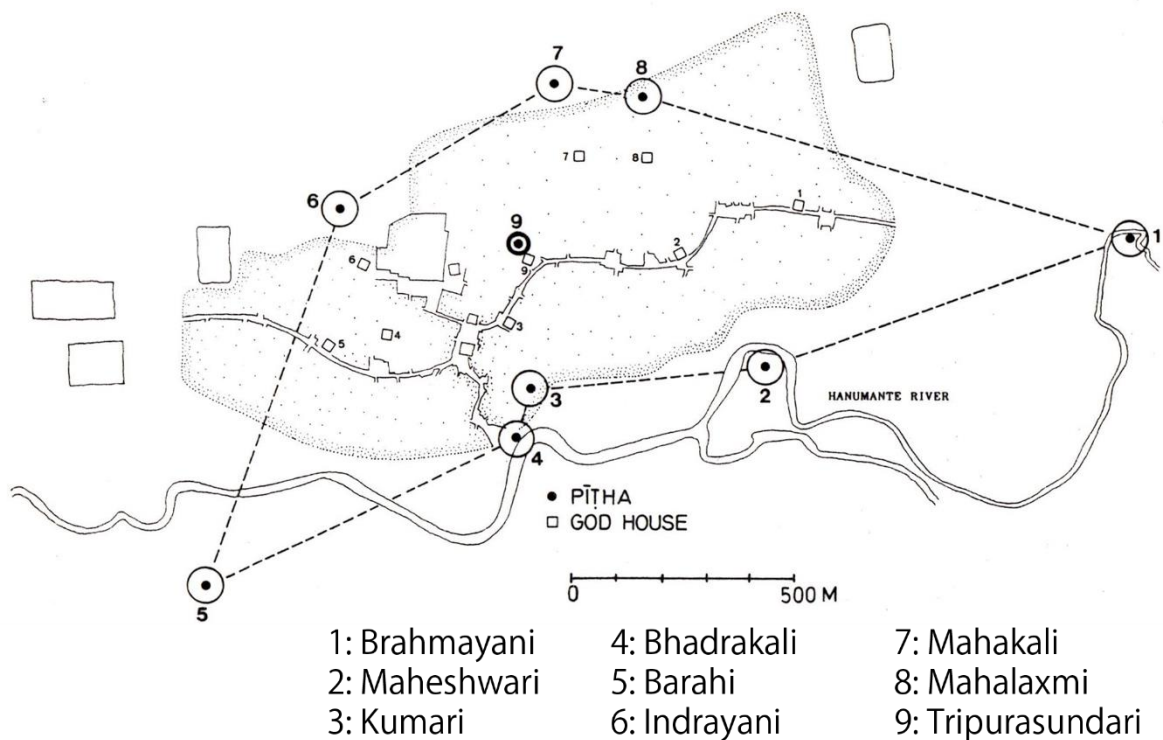 7
8
6
9
1
3
2
4
5
7
8
1
2
9
6
3
4
5
HANUMANTE RIVER
● PĪṬHA
□ GOD HOUSE
0 500 M
1: Brahmayani 4: Bhadrakali 7: Mahakali
2: Maheshwari 5: Barahi 8: Mahalaxmi
3: Kumari 6: Indrayani 9: Tripurasundari